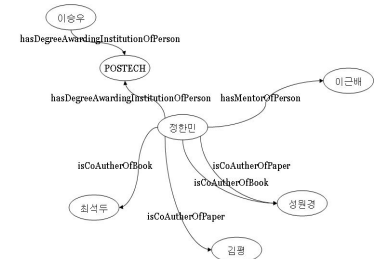 이승우
hasDegreeAwardingInstitutionOfPerson
POSTECH
이근배
hasDegreeAwardingInstitutionOfPerson
hasMentorOfPerson
정한민
isCoAutherOfBook
isCoAutherOfPaper
isCoAutherOfBook
최석두
성원경
isCoAutherOfPaper
김평